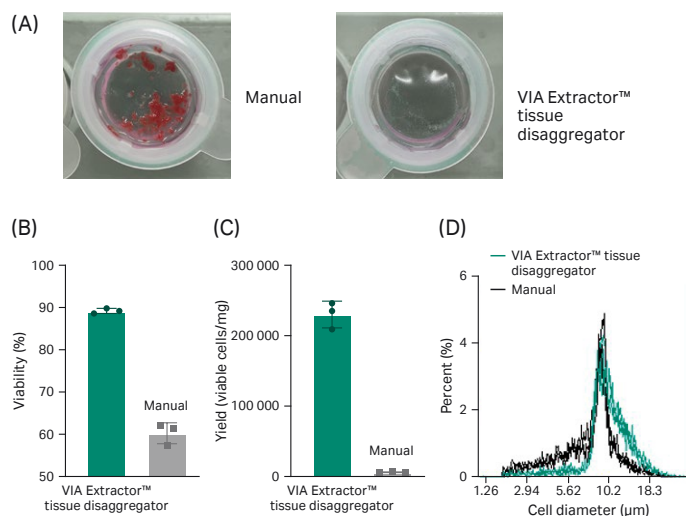 (A)
Manual
VIA Extractor™
tissue
disaggregator
(B)
Viability (%)
100
90
80
70
60
50
Manual
VIA Extractor™
tissue disaggregator
(C)
Yield (viable cells/mg)
300 000
200 000
100 000
0
Manual
VIA Extractor™
tissue disaggregator
(D)
VIA Extractor™ tissue
disaggregator
Manual
Percent (%)
6
4
2
0
1.26 2.94 5.62 10.2 18.3
Cell diameter (µm)